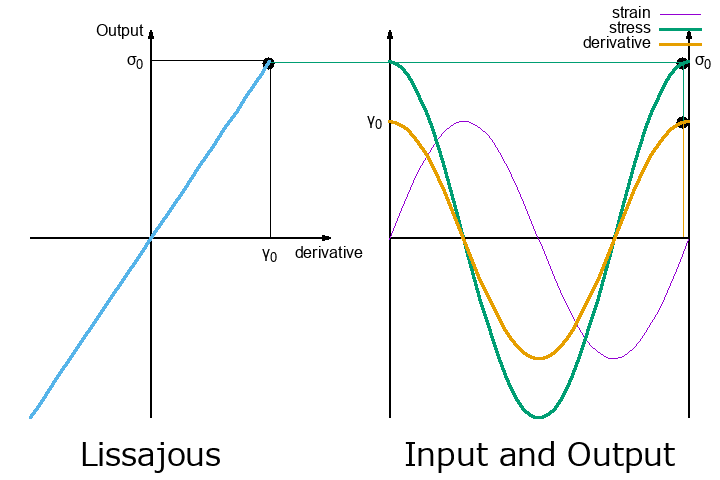 Output
σ0
γ0
derivative
Lissajous
strain
stress
derivative
σ0
γ0
Input and Output